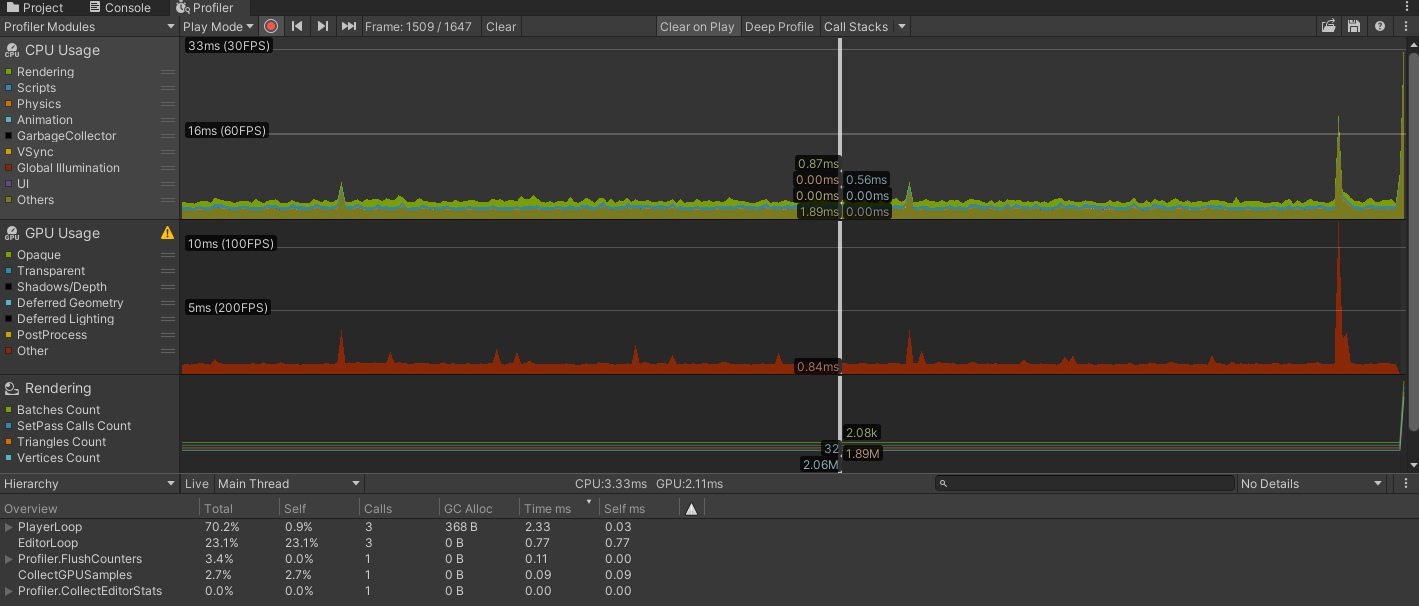 Project Console Profiler
Profiler Modules Play Mode Frame: 1509 / 1647 Clear Clear on Play Deep Profile Call Stacks
CPU Usage
CPU
Rendering
Scripts
Physics
Animation
GarbageCollector
VSync
Global Illumination
UI
Others
33ms (30FPS)
16ms (60FPS)
0.87ms
0.00ms 0.56ms
0.00ms 0.00ms
1.89ms 0.00ms
GPU Usage
GPU
Opaque
Transparent
Shadows/Depth
Deferred Geometry
Deferred Lighting
PostProcess
Other
10ms (100FPS)
5ms (200FPS)
0.84ms
Rendering
Batches Count
SetPass Calls Count
Triangles Count
Vertices Count
2.08k
32 1.89M
2.06M
Hierarchy Live Main Thread CPU:3.33ms GPU:2.11ms No Details
Overview Total Self Calls GC Alloc Time ms Self ms
PlayerLoop 70.2% 0.9% 3 368 B 2.33 0.03
EditorLoop 23.1% 23.1% 3 0 B 0.77 0.77
Profiler.FlushCounters 3.4% 0.0% 1 0 B 0.11 0.00
CollectGPUSamples 2.7% 2.7% 1 0 B 0.09 0.09
Profiler.CollectEditorStats 0.0% 0.0% 1 0 B 0.00 0.00